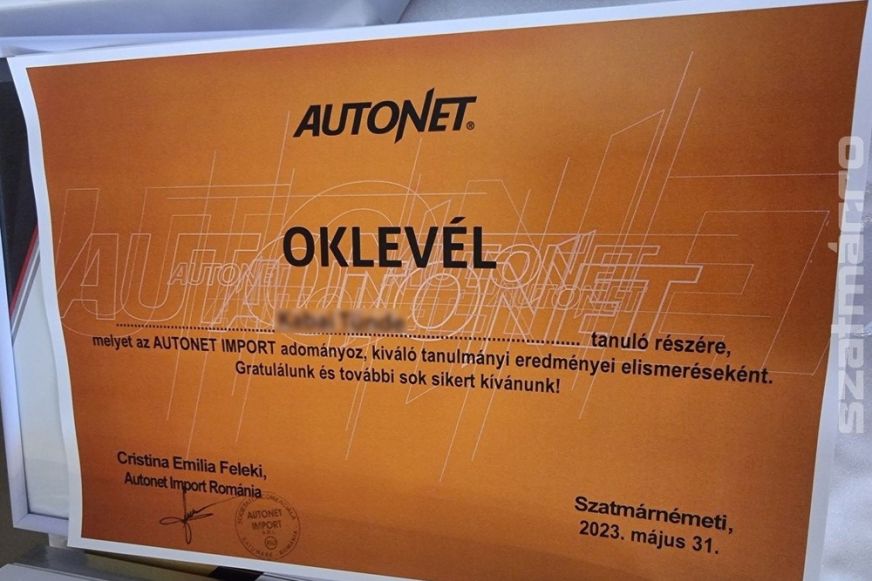 AUTONET®
OKLEVÉL
tanuló részére,
melyet az AUTONET IMPORT adományoz, kiváló tanulmányi eredményei elismeréseként.
Gratulálunk és további sok sikert kívánunk!
Cristina Emilia Feleki,
Autonet Import Románia
AUTONET
IMPORT
Szatmárnémeti,
2023. május 31.
szatmár.ro